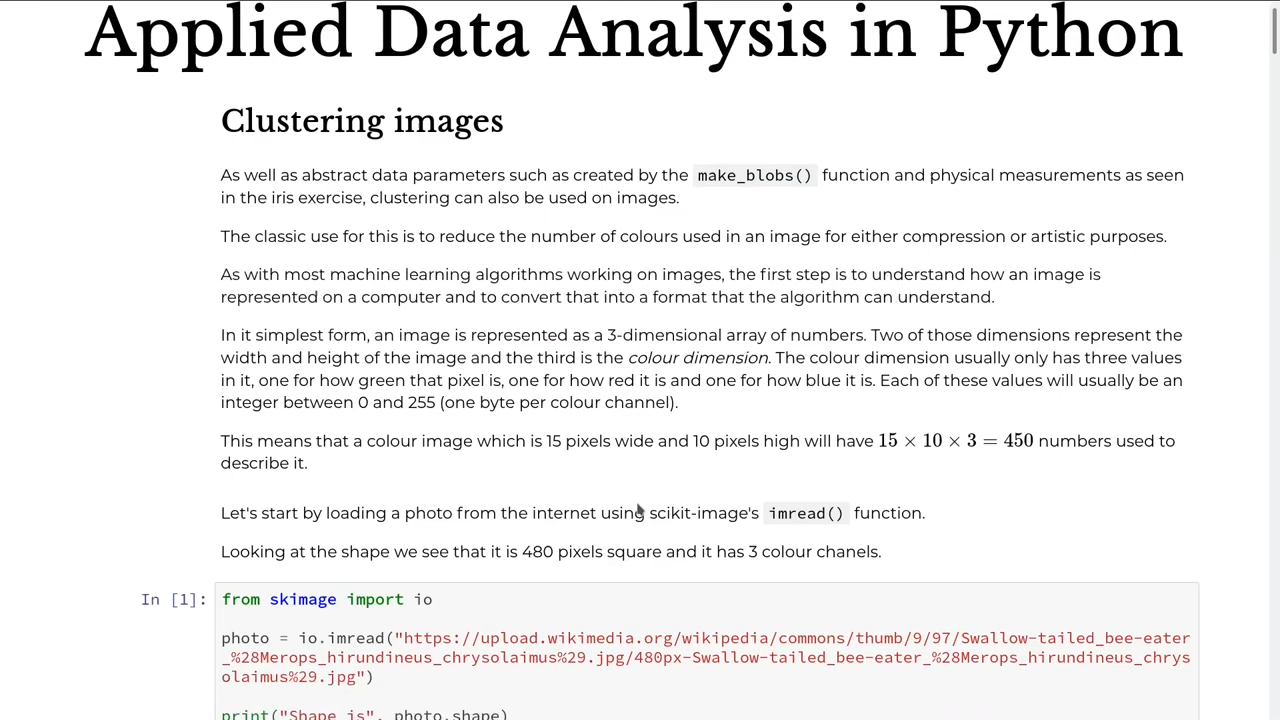 Applied Data Analysis in Python
Clustering images
As well as abstract data parameters such as created by the make_blobs() function and physical measurements as seen
in the iris exercise, clustering can also be used on images.
The classic use for this is to reduce the number of colours used in an image for either compression or artistic purposes.
As with most machine learning algorithms working on images, the first step is to understand how an image is
represented on a computer and to convert that into a format that the algorithm can understand.
In it simplest form, an image is represented as a 3-dimensional array of numbers. Two of those dimensions represent the
width and height of the image and the third is the colour dimension. The colour dimension usually only has three values
in it, one for how green that pixel is, one for how red it is and one for how blue it is. Each of these values will usually be an
integer between 0 and 255 (one byte per colour channel).
This means that a colour image which is 15 pixels wide and 10 pixels high will have 15 × 10 × 3 = 450 numbers used to
describe it.
Let's start by loading a photo from the internet using scikit-image's imread() function.
Looking at the shape we see that it is 480 pixels square and it has 3 colour chanels.
In [1]: from skimage import io
photo = io.imread("https://upload.wikimedia.org/wikipedia/commons/thumb/9/97/Swallow-tailed_bee-eater
_%28Merops_hirundineus_chrysolaimus%29.jpg/480px-Swallow-tailed_bee-eater_%28Merops_hirundineus_chrys
olaimus%29.jpg")
print("Shape is", photo.shape)